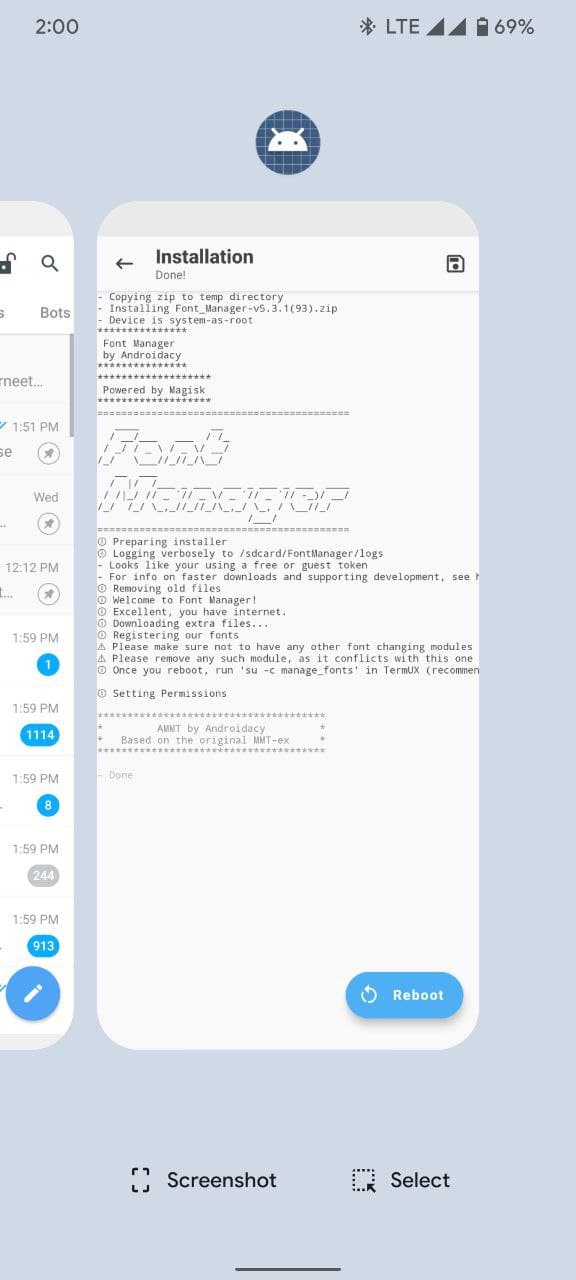 2:00
LTE
69%
s
Bots
rneet...
1:51 PM
se
Wed
..
12:12 PM
t...
1:59 PM
1
1:59 PM
1114
1:59 PM
.
8
1:59 PM
244
1:59 PM
.
913
Installation
Done!
- Copying zip to temp directory
- Installing Font_Manager-v5.3.1(93).zip
- Device is system-as-root
***************
Font Manager
by Androidacy
***************
*******************
Powered by Magisk
*******************
==========================================
Font
Manager
==========================================
ⓘ Preparing installer
ⓘ Logging verbosely to /sdcard/FontManager/logs
- Looks like your using a free or guest token
- For info on faster downloads and supporting development, see h
ⓘ Removing old files
ⓘ Welcome to Font Manager!
ⓘ Excellent, you have internet.
ⓘ Downloading extra files...
ⓘ Registering our fonts
⚠ Please make sure not to have any other font changing modules
⚠ Please remove any such module, as it conflicts with this one
ⓘ Once you reboot, run 'su -c manage_fonts' in TermUX (recommen
ⓘ Setting Permissions
**************************************
* AMMT by Androidacy *
* Based on the original MMT-ex *
**************************************
- Done
Reboot
Screenshot
Select